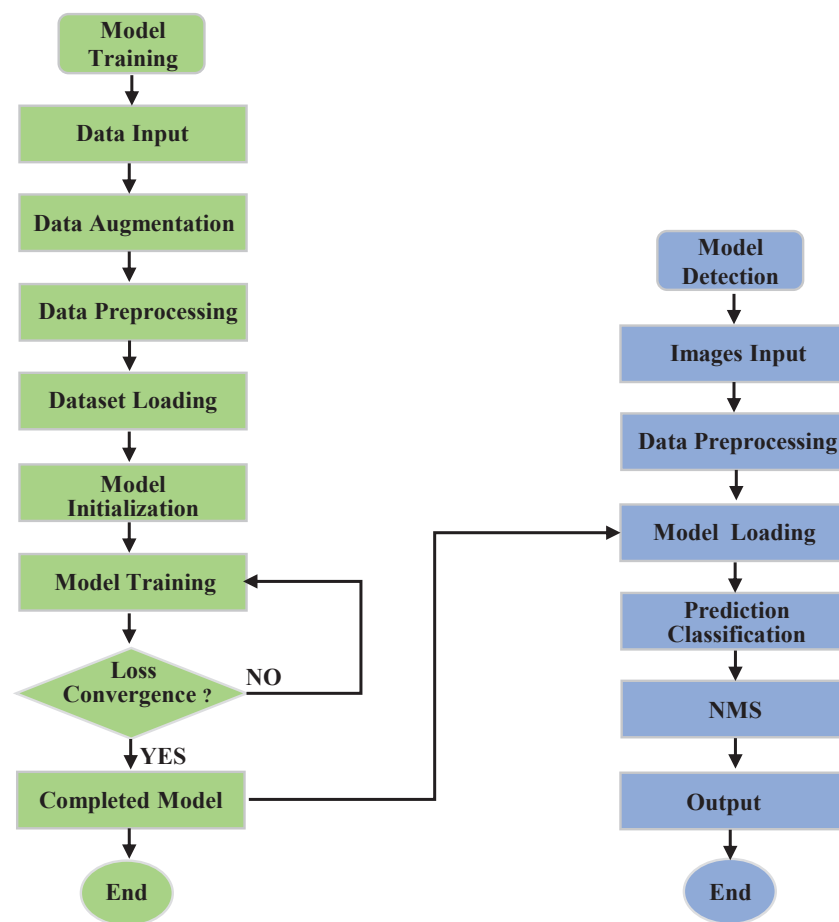 Model
Training
Data Input
Data Augmentation
Data Preprocessing
Dataset Loading
Model
Initialization
Model Training
Loss
Convergence ?
NO
YES
Completed Model
End
Model
Detection
Images Input
Data Preprocessing
Model Loading
Prediction
Classification
NMS
Output
End